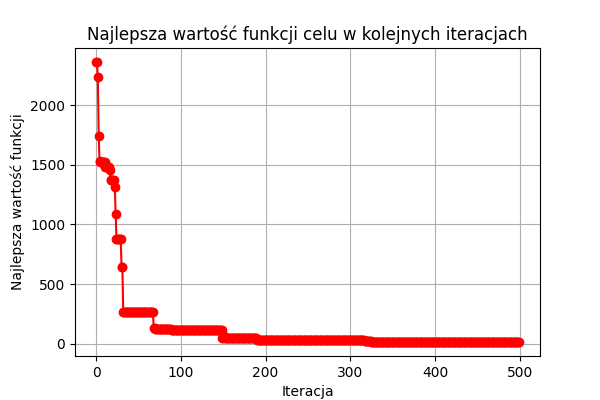 Najlepsza wartość funkcji celu w kolejnych iteracjach
Najlepsza wartość funkcji
2000
1500
1000
500
0
0 100 200 300 400 500
Iteracja